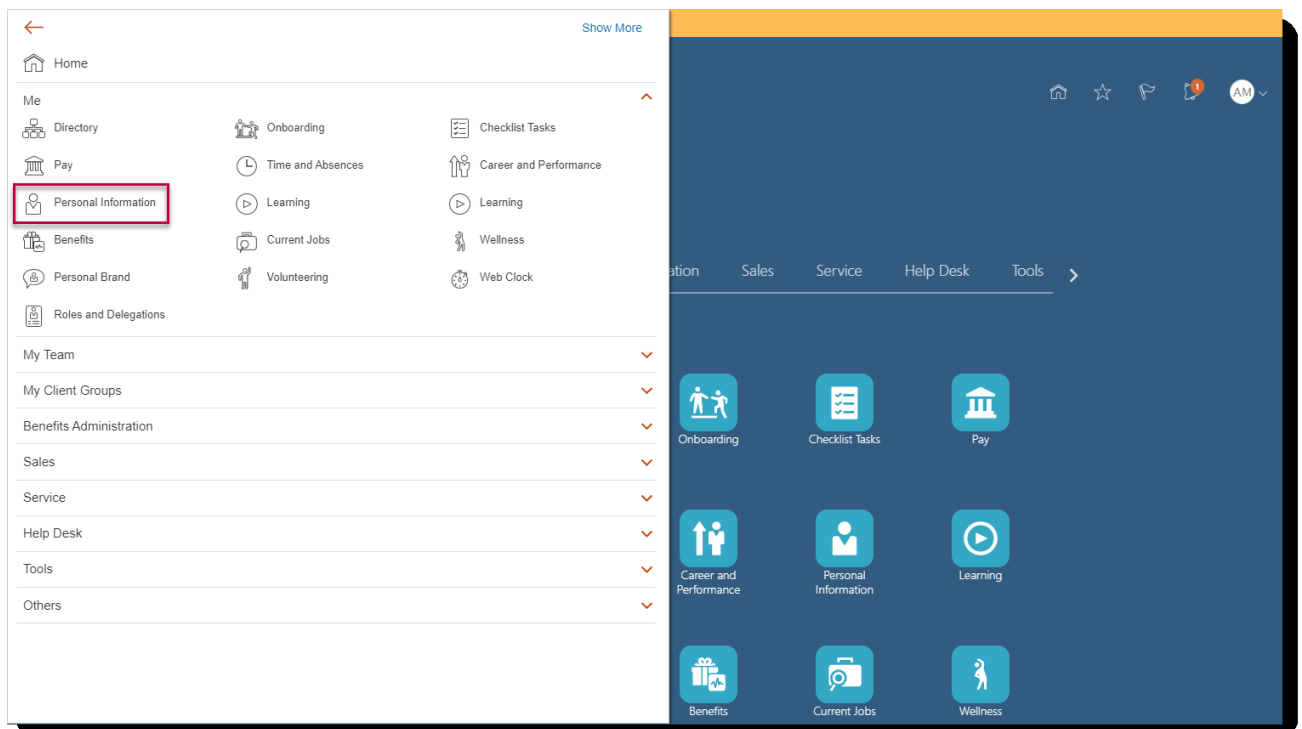 Show More
Home
Me
Directory
Onboarding
Checklist Tasks
Pay
Time and Absences
Career and Performance
Personal Information
Learning
Learning
Benefits
Current Jobs
Wellness
Personal Brand
Volunteering
Web Clock
Roles and Delegations
My Team
My Client Groups
Benefits Administration
Sales
Service
Help Desk
Tools
Others
1
AM
ation
Sales
Service
Help Desk
Tools
Onboarding
Checklist Tasks
Pay
Career and
Performance
Personal
Information
Learning
Benefits
Current Jobs
Wellness